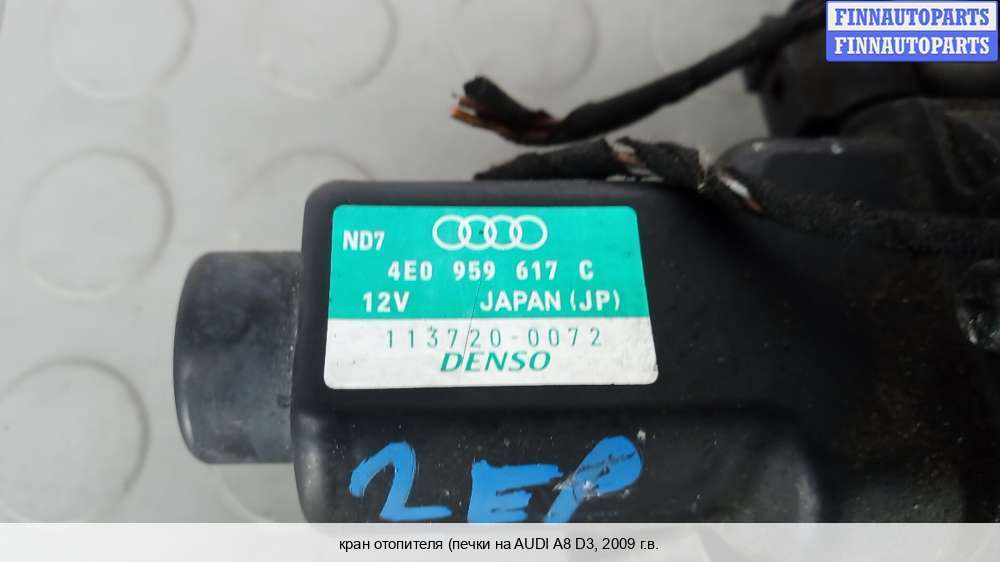 FINNAUTOPARTS
FINNAUTOPARTS
ND7
4E0 959 617 C
12V JAPAN (JP)
113720-0072
DENSO
2EP
кран отопителя (печки на AUDI A8 D3, 2009 г.в.